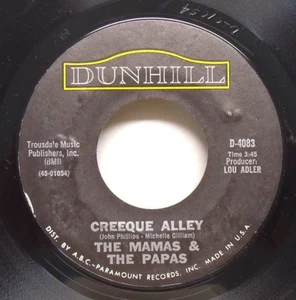 DUNHILL
Trousdale Music
Publishers, Inc.
(BMI)
(45-01054)
D-4083
Time 3:45
Producer:
LOU ADLER
CREEQUE ALLEY
(John Phillips - Michelle Gilliam)
THE MAMAS &
THE PAPAS
DIST. BY A.B.C.-PARAMOUNT RECORDS, INC. MADE IN U.S.A.